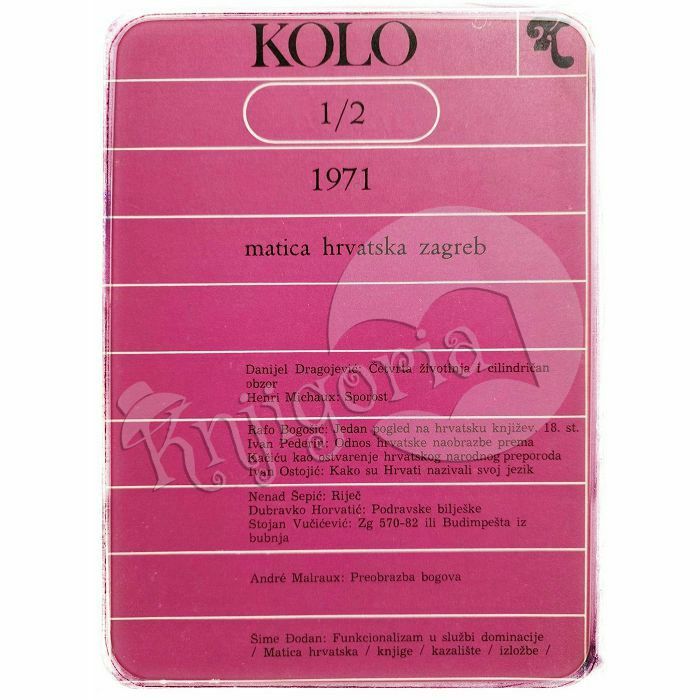 KOLO
1/2
1971
matica hrvatska zagreb
Danijel Dragojević: Četvrta životinja i cilindričan
obzor
Henri Michaux: Sporost
Rafo Bogošić: Jedan pogled na hrvatsku književ. 18. st.
Ivan Pederin: Odnos hrvatske naobrazbe prema
Kačiću kao ostvarenje hrvatskog narodnog preporoda
Ivan Ostojić: Kako su Hrvati nazivali svoj jezik
Nenad Šepić: Riječ
Dubravko Horvatić: Podravske bilješke
Stojan Vučićević: Zg 570-82 ili Budimpešta iz
bubnja
André Malraux: Preobrazba bogova
Šime Đodan: Funkcionalizam u službi dominacije
/ Matica hrvatska / knjige / kazalište / izložbe /
Knjigoria